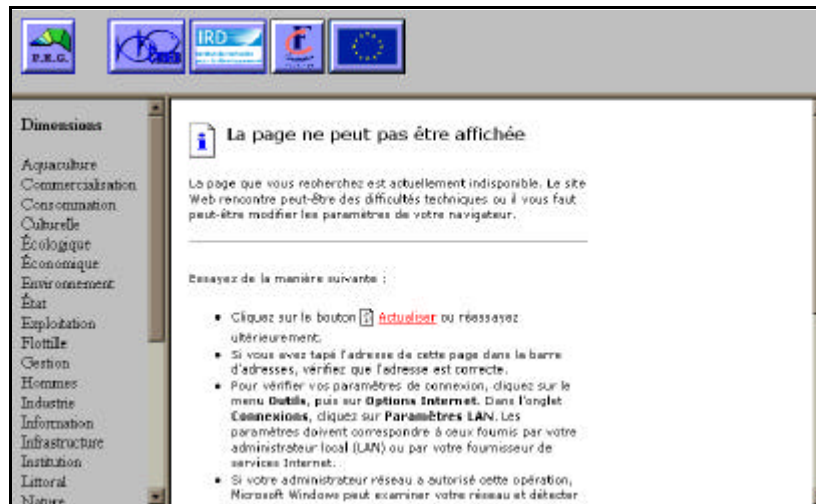 P.E.G.
IRD
Dimensions
Aquaculture
Commercialisation
Consommation
Culturelle
Écologique
Économique
Environnement
État
Exploitation
Flottille
Gestion
Hommes
Industrie
Information
Infrastructure
Institution
Littoral
Nature
La page ne peut pas être affichée
La page que vous recherchez est actuellement indisponible. Le site
Web rencontre peut-être des difficultés techniques ou il vous faut
peut-être modifier les paramètres de votre navigateur.
Essayez de la manière suivante :
• Cliquez sur le bouton Actualiser ou réessayez
ultérieurement.
• Si vous avez tapé l'adresse de cette page dans la barre
d'adresses, vérifiez que l'adresse est correcte.
• Pour vérifier vos paramètres de connexion, cliquez sur le
menu Outils, puis sur Options Internet. Dans l'onglet
Connexions, cliquez sur Paramètres LAN. Les
paramètres doivent correspondre à ceux fournis par votre
administrateur local (LAN) ou par votre fournisseur de
services Internet.
• Si votre administrateur réseau a autorisé cette opération,
Microsoft Windows peut examiner votre réseau et détecter